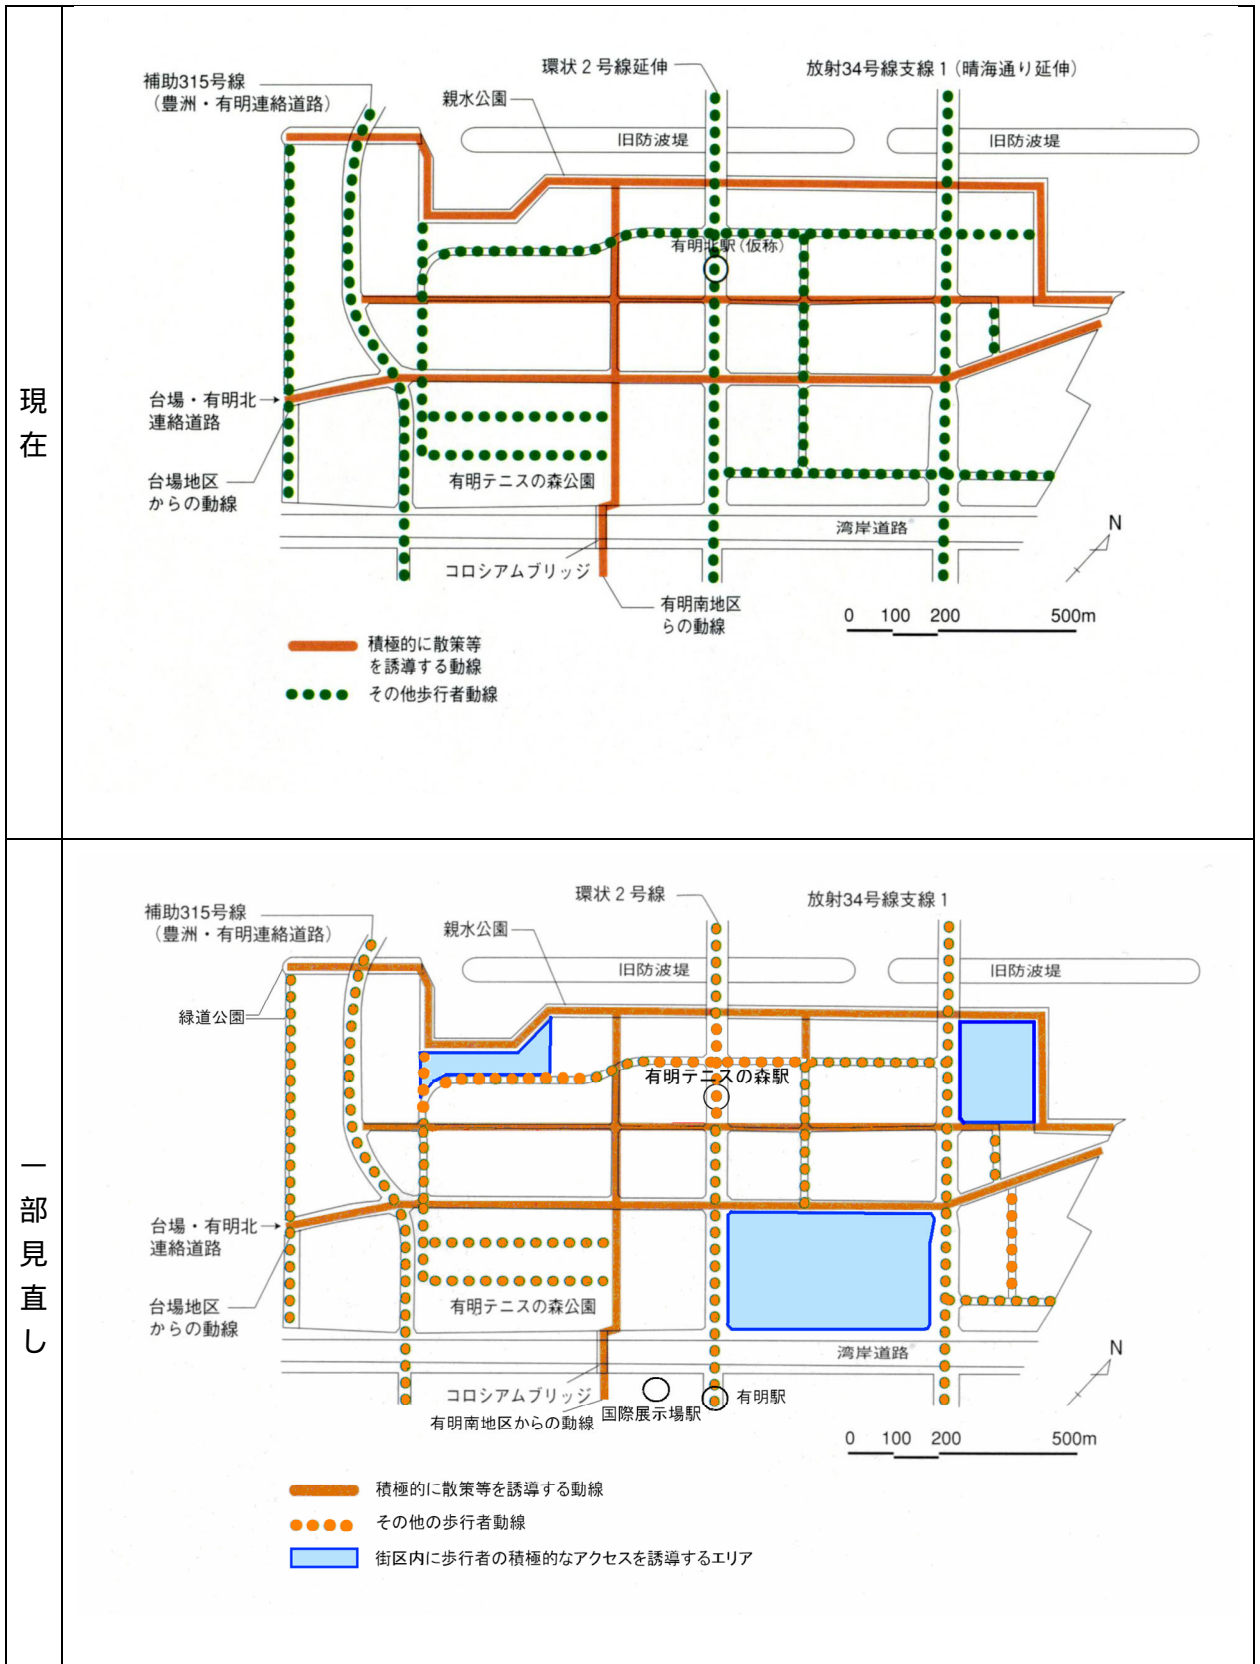 現在
環状２号線延伸
放射34号線支線１（晴海通り延伸）
補助315号線
（豊洲・有明連絡道路）
親水公園
旧防波堤
旧防波堤
有明北駅（仮称）
台場・有明北
連絡道路
台場地区
からの動線
有明テニスの森公園
湾岸道路
N
コロシアムブリッジ
有明南地区
らの動線
0 100 200 500m
積極的に散策等
を誘導する動線
その他歩行者動線
一部見直し
環状２号線
放射34号線支線１
補助315号線
（豊洲・有明連絡道路）
親水公園
旧防波堤
旧防波堤
緑道公園
有明テニスの森駅
台場・有明北
連絡道路
台場地区
からの動線
有明テニスの森公園
湾岸道路
N
コロシアムブリッジ
有明駅
国際展示場駅
有明南地区からの動線
0 100 200 500m
積極的に散策等を誘導する動線
その他の歩行者動線
街区内に歩行者の積極的なアクセスを誘導するエリア